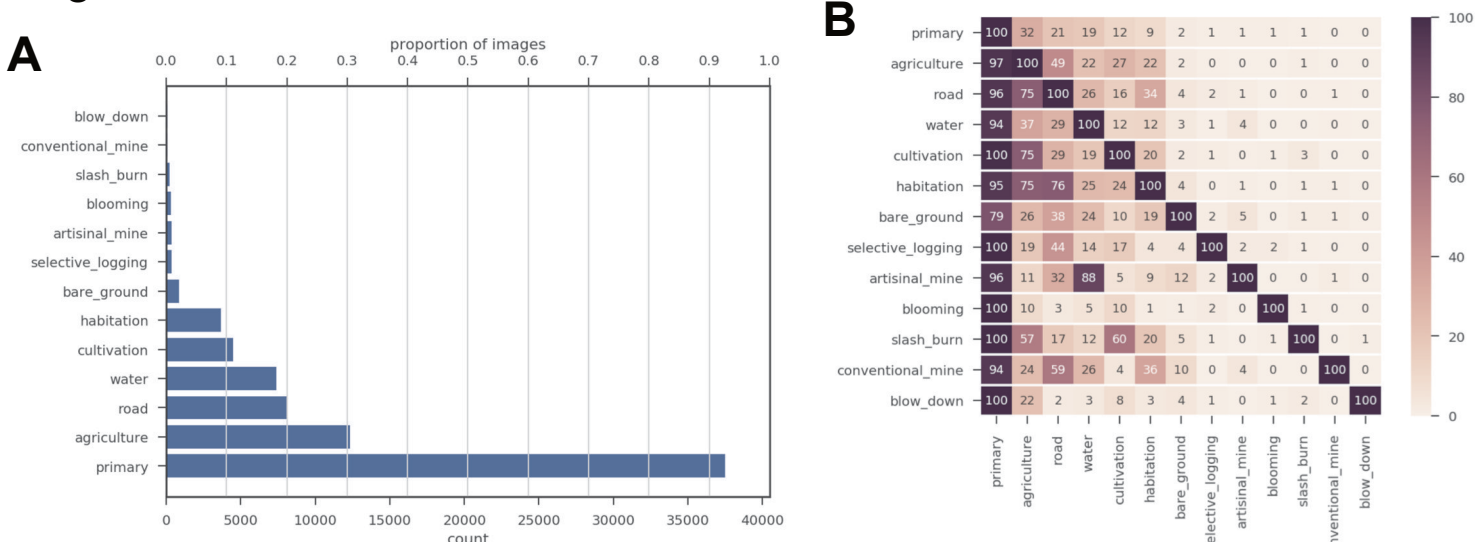 A
proportion of images
0.0 0.1 0.2 0.3 0.4 0.5 0.6 0.7 0.8 0.9 1.0
blow_down
conventional_mine
slash_burn
blooming
artisinal_mine
selective_logging
bare_ground
habitation
cultivation
water
road
agriculture
primary
0 5000 10000 15000 20000 25000 30000 35000 40000
count
B
primary 100 32 21 19 12 9 2 1 1 1 1 0 0
agriculture 97 100 49 22 27 22 2 0 0 0 1 0 0
road 96 75 100 26 16 34 4 2 1 0 0 1 0
water 94 37 29 100 12 12 3 1 4 0 0 0 0
cultivation 100 75 29 19 100 20 2 1 0 1 3 0 0
habitation 95 75 76 25 24 100 4 0 1 0 1 1 0
bare_ground 79 26 38 24 10 19 100 2 5 0 1 1 0
selective_logging 100 19 44 14 17 4 4 100 2 2 1 0 0
artisinal_mine 96 11 32 88 5 9 12 2 100 0 0 1 0
blooming 100 10 3 5 10 1 1 2 0 100 1 0 0
slash_burn 100 57 17 12 60 20 5 1 0 1 100 0 1
conventional_mine 94 24 59 26 4 36 10 0 4 0 0 100 0
blow_down 100 22 2 3 8 3 4 1 0 1 2 0 100
primary
agriculture
road
water
cultivation
habitation
bare_ground
elective_logging
artisinal_mine
blooming
slash_burn
nventional_mine
blow_down
100
80
60
40
20
0